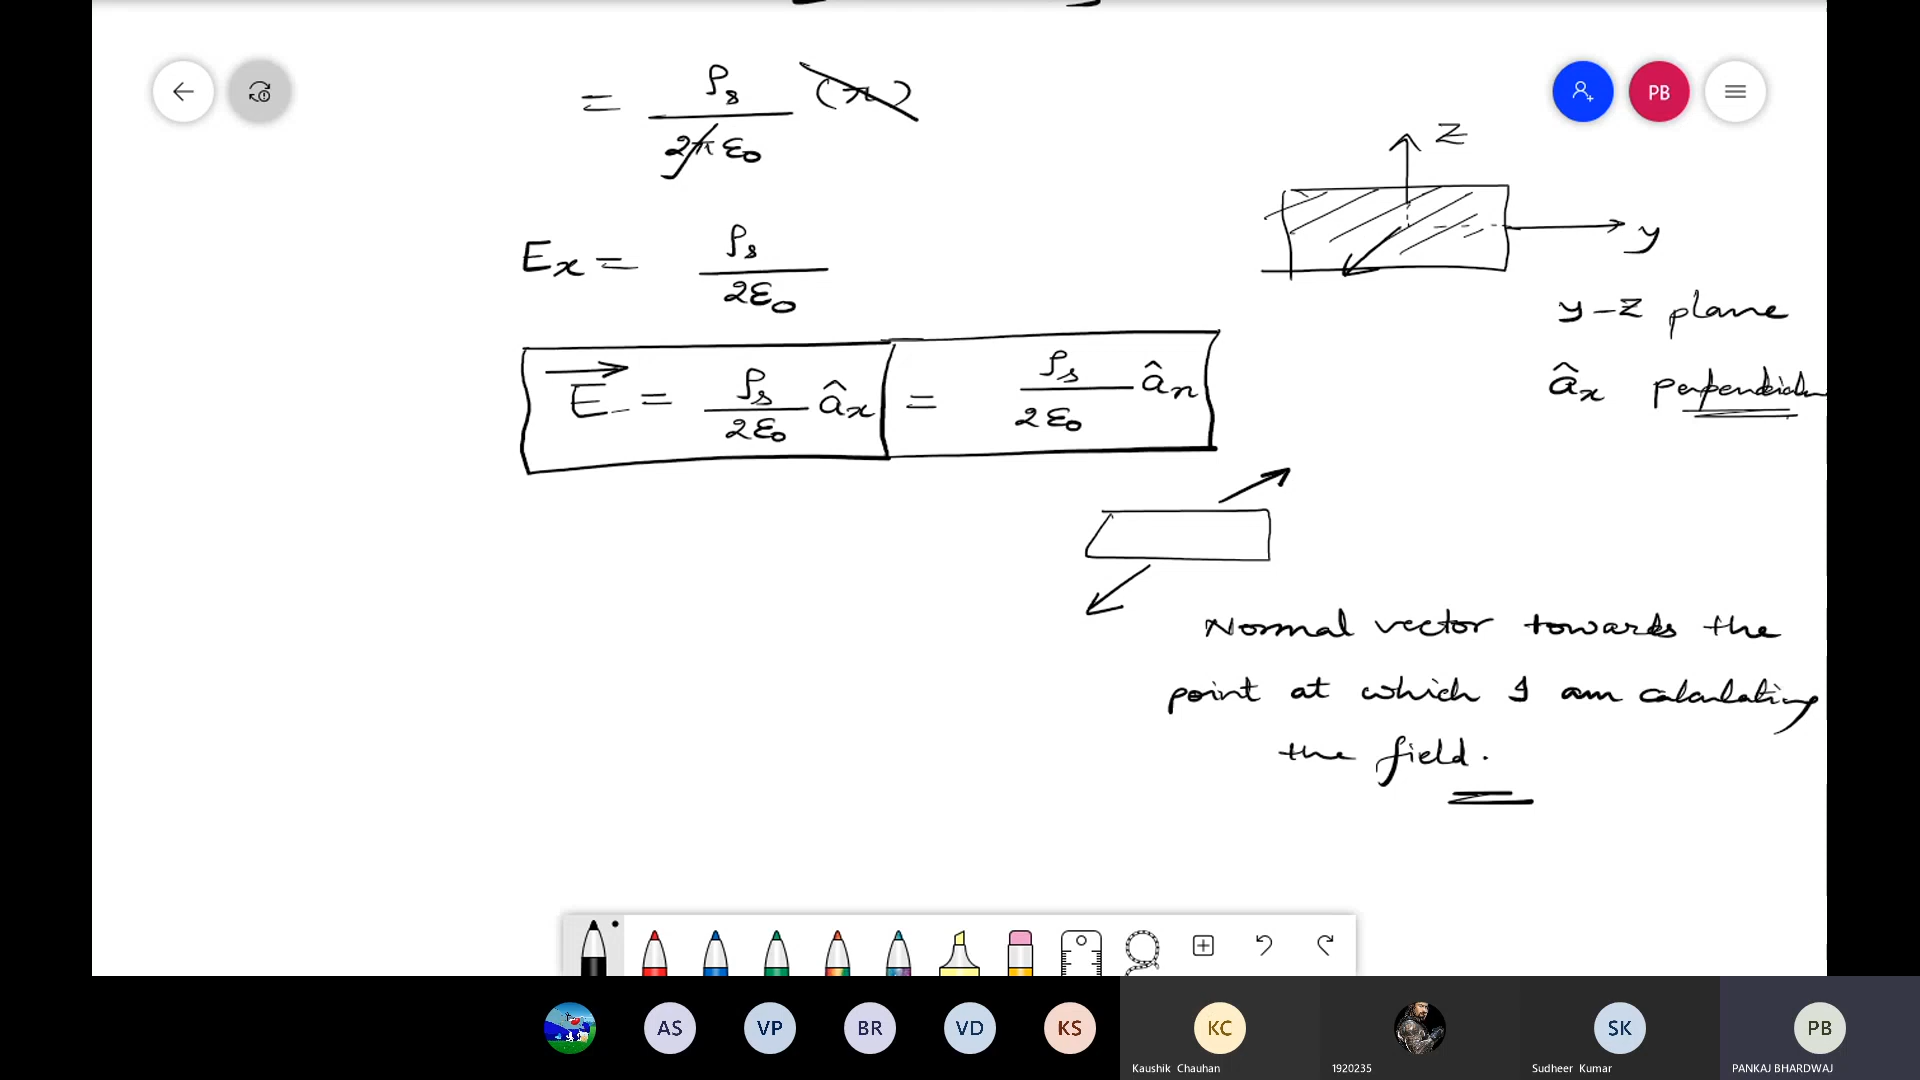 = ρs / 2πε₀ (π)
PB
z
y
Ex = ρs / 2ε₀
y-z plane
E⃗ = ρs / 2ε₀ âx = ρs / 2ε₀ ân
âx perpendicular
Normal vector towards the
point at which I am calculating
the field.
AS VP BR VD KS KC SK PB
Kaushik Chauhan 1920235 Sudheer Kumar PANKAJ BHARDWAJ